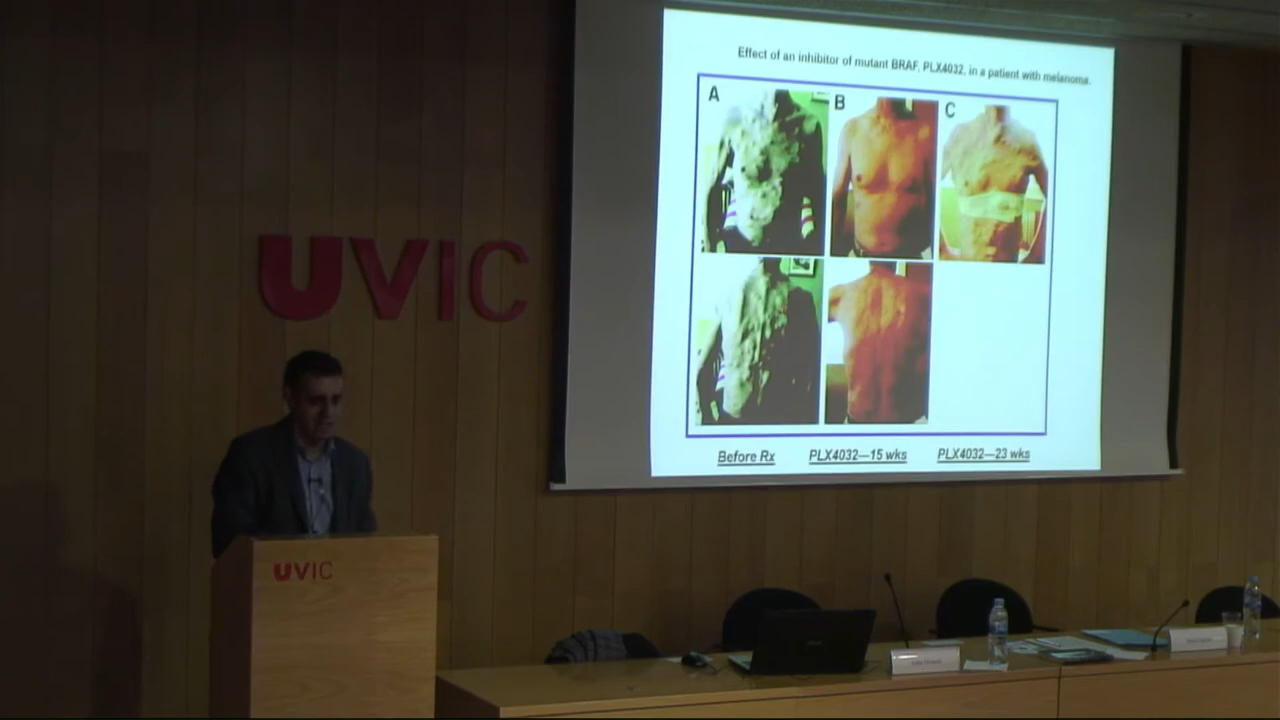 Effect of an inhibitor of mutant BRAF, PLX4032, in a patient with melanoma.
A
B
C
Before Rx
PLX4032—15 wks
PLX4032—23 wks
UVIC
UVIC